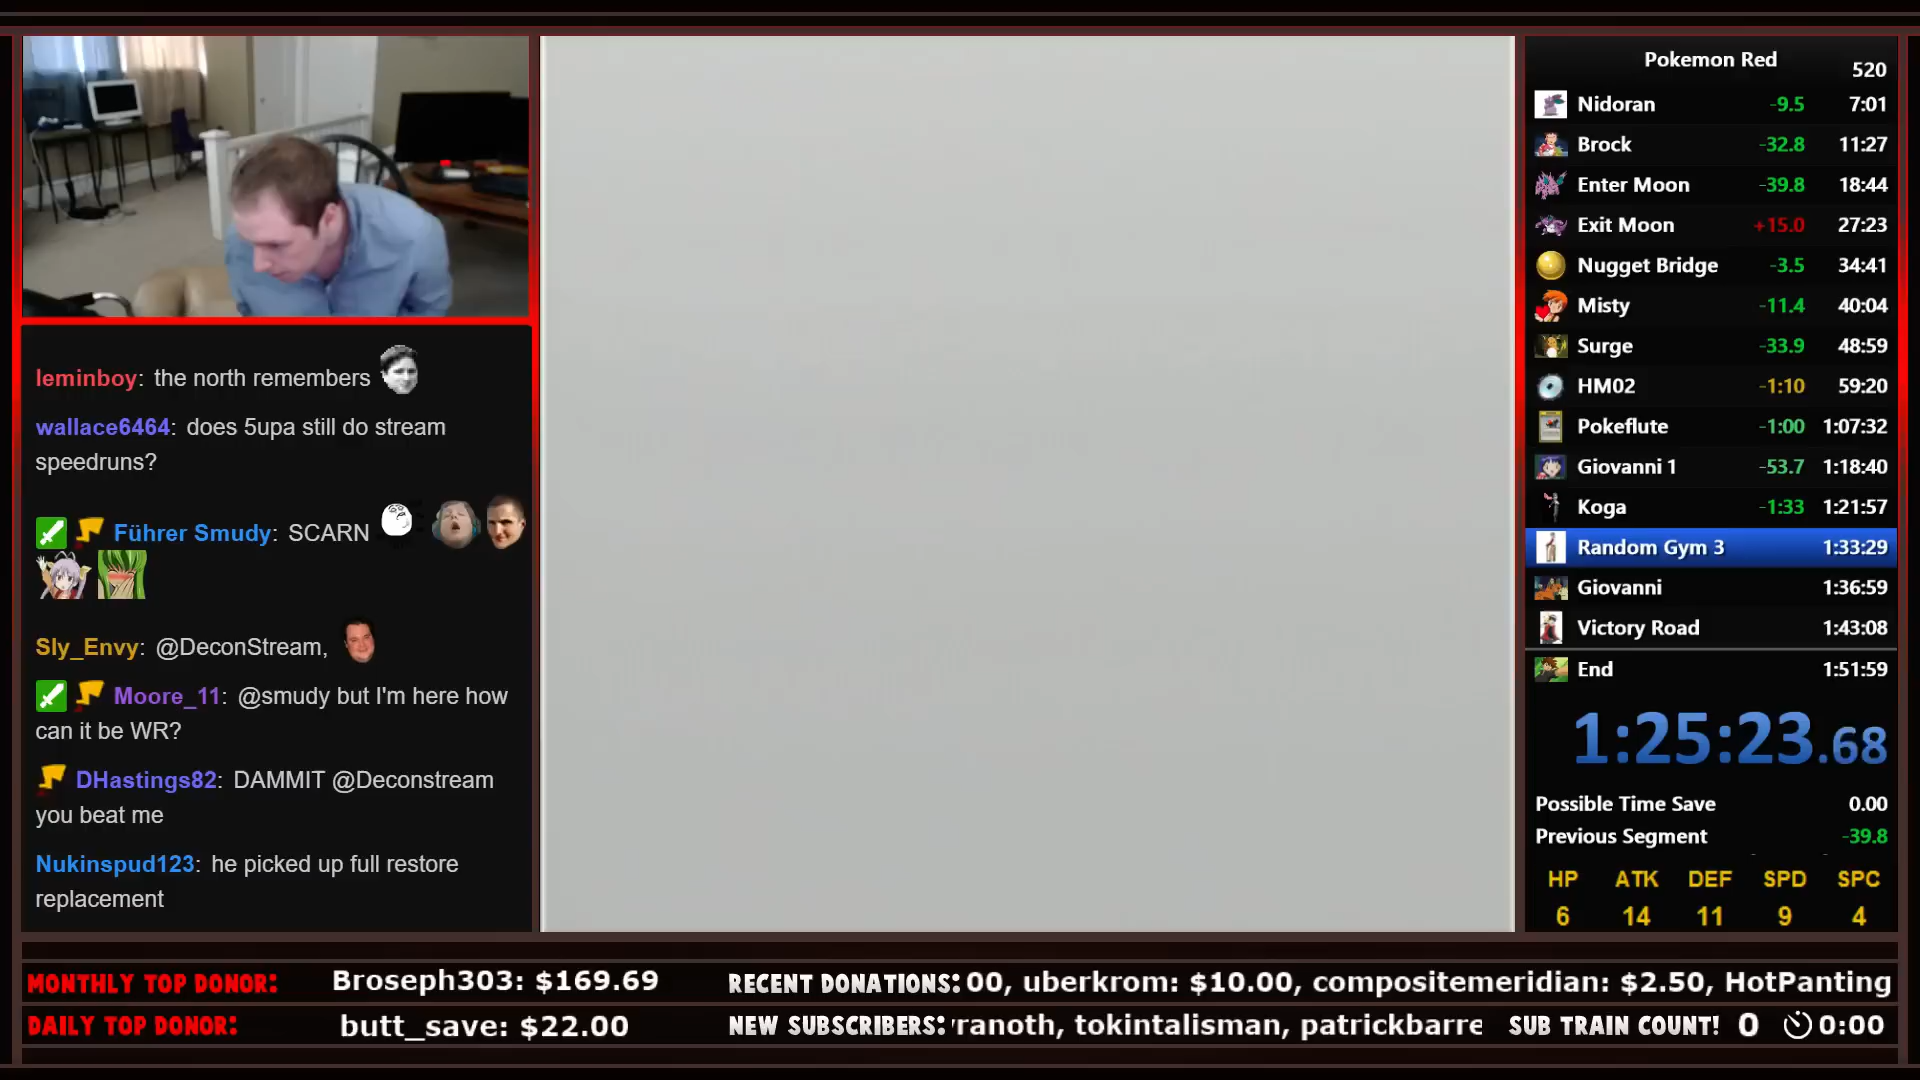 leminboy: the north remembers
wallace6464: does 5upa still do stream
speedruns?
Führer Smudy: SCARN
Sly_Envy: @DeconStream,
Moore_11: @smudy but I'm here how
can it be WR?
DHastings82: DAMMIT @Deconstream
you beat me
Nukinspud123: he picked up full restore
replacement
Pokemon Red 520
Nidoran -9.5 7:01
Brock -32.8 11:27
Enter Moon -39.8 18:44
Exit Moon +15.0 27:23
Nugget Bridge -3.5 34:41
Misty -11.4 40:04
Surge -33.9 48:59
HM02 -1:10 59:20
Pokeflute -1:00 1:07:32
Giovanni 1 -53.7 1:18:40
Koga -1:33 1:21:57
Random Gym 3 1:33:29
Giovanni 1:36:59
Victory Road 1:43:08
End 1:51:59
1:25:23.68
Possible Time Save 0.00
Previous Segment -39.8
HP ATK DEF SPD SPC
6 14 11 9 4
MONTHLY TOP DONOR: Broseph303: $169.69 RECENT DONATIONS: 00, uberkrom: $10.00, compositemeridian: $2.50, HotPanting
DAILY TOP DONOR: butt_save: $22.00 NEW SUBSCRIBERS: ranoth, tokintalisman, patrickbarre SUB TRAIN COUNT! 0 0:00